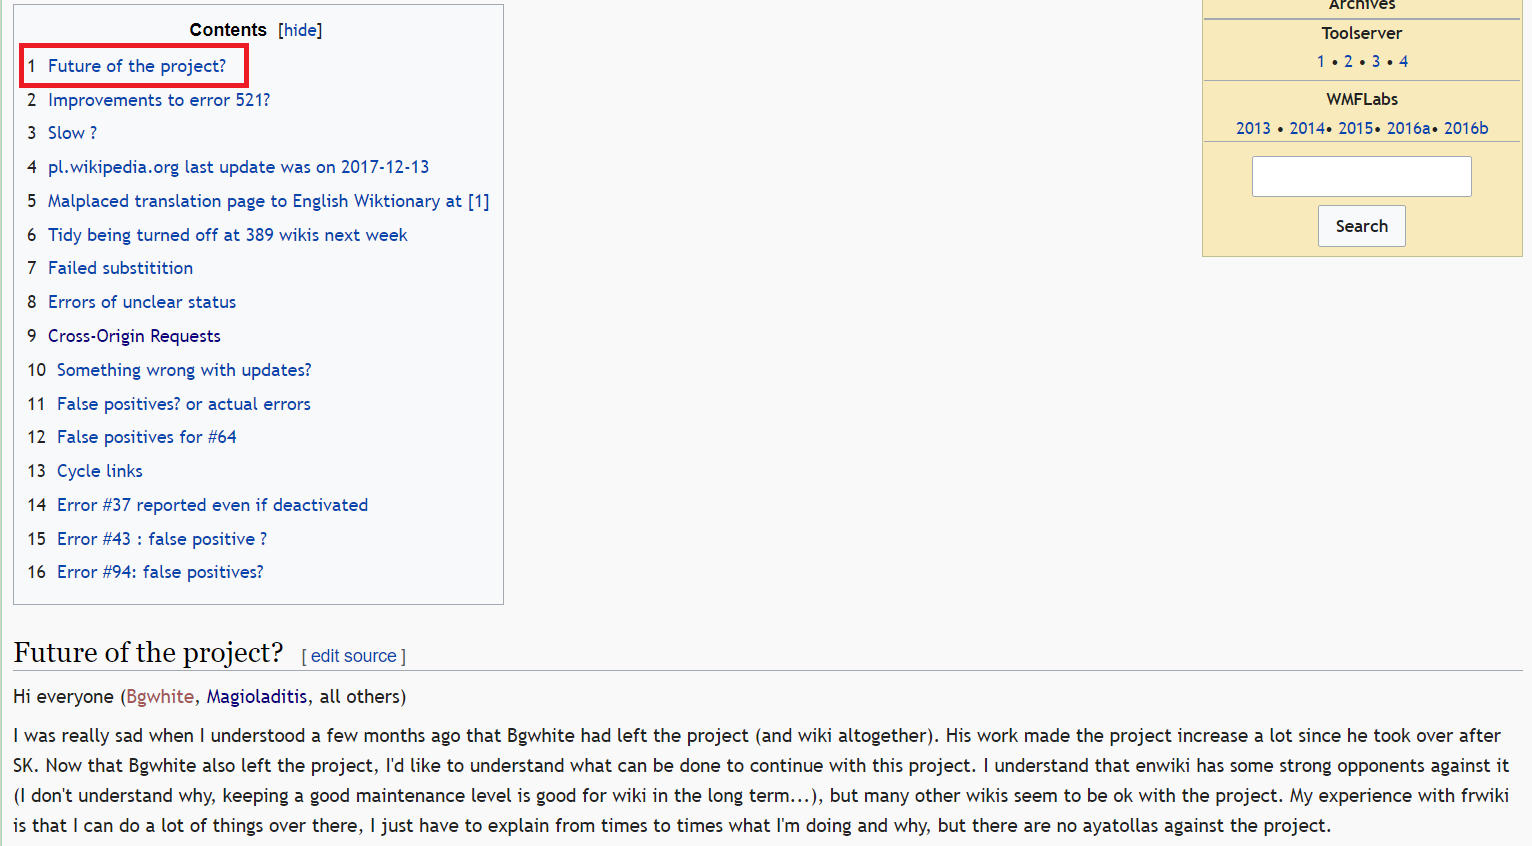 Contents [hide]
1 Future of the project?
2 Improvements to error 521?
3 Slow ?
4 pl.wikipedia.org last update was on 2017-12-13
5 Malplaced translation page to English Wiktionary at [1]
6 Tidy being turned off at 389 wikis next week
7 Failed substitition
8 Errors of unclear status
9 Cross-Origin Requests
10 Something wrong with updates?
11 False positives? or actual errors
12 False positives for #64
13 Cycle links
14 Error #37 reported even if deactivated
15 Error #43 : false positive ?
16 Error #94: false positives?
Archives
Toolserver
1 • 2 • 3 • 4
WMFLabs
2013 • 2014• 2015• 2016a• 2016b
Search
Future of the project? [ edit source ]
Hi everyone (Bgwhite, Magioladitis, all others)
I was really sad when I understood a few months ago that Bgwhite had left the project (and wiki altogether). His work made the project increase a lot since he took over after
SK. Now that Bgwhite also left the project, I'd like to understand what can be done to continue with this project. I understand that enwiki has some strong opponents against it
(I don't understand why, keeping a good maintenance level is good for wiki in the long term...), but many other wikis seem to be ok with the project. My experience with frwiki
is that I can do a lot of things over there, I just have to explain from times to times what I'm doing and why, but there are no ayatollas against the project.